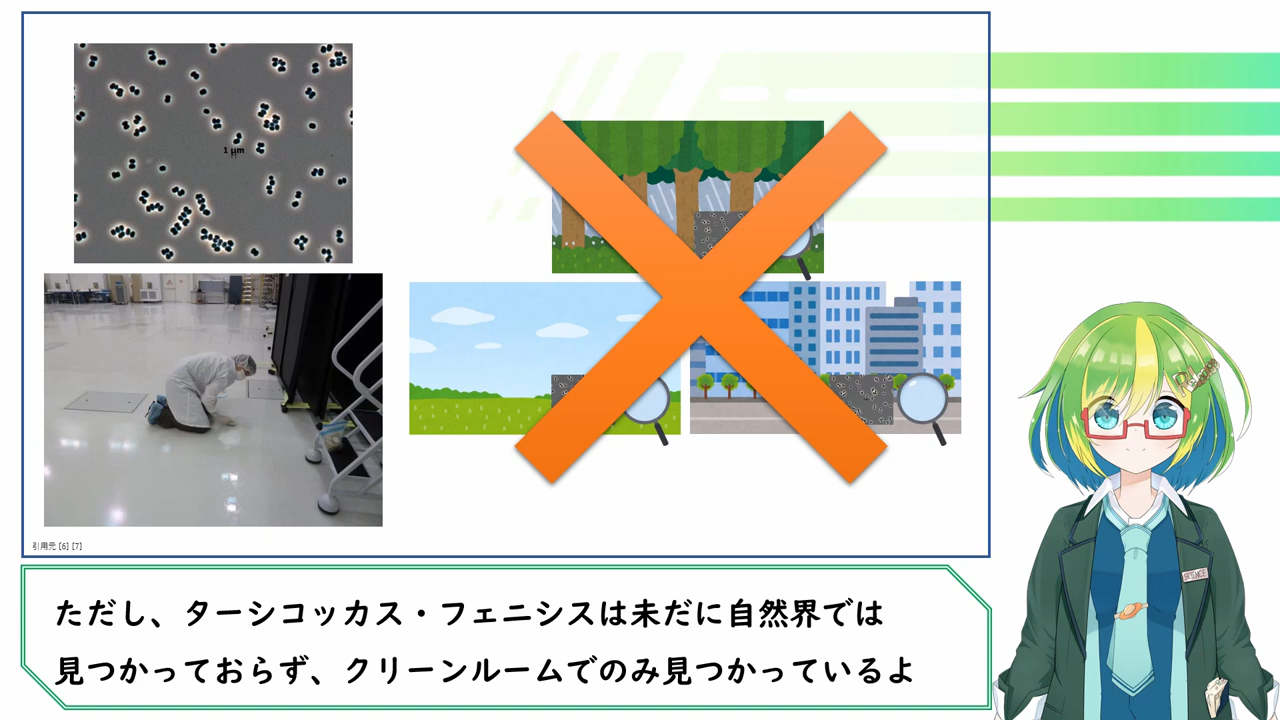 1 μm
引用元 [6] [7]
SCIENCE
ただし、ターシコッカス・フェニシスは未だに自然界では
見つかっておらず、クリーンルームでのみ見つかっているよ